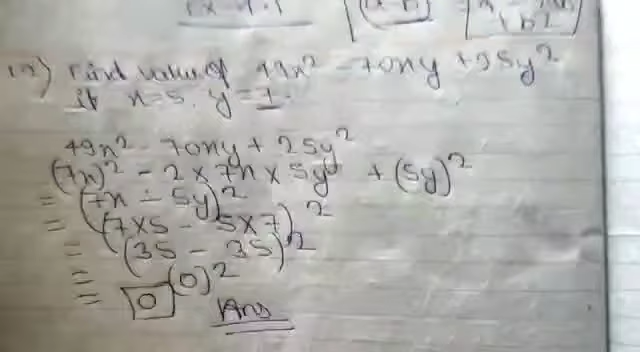 12) Find value of 49x² - 70xy + 25y²
if x=5, y=7.
49x² - 70xy + 25y²
(7x)² - 2×7x×5y + (5y)²
= (7x - 5y)²
= (7×5 - 5×7)²
= (35 - 35)²
= (0)²
= 0 Ans